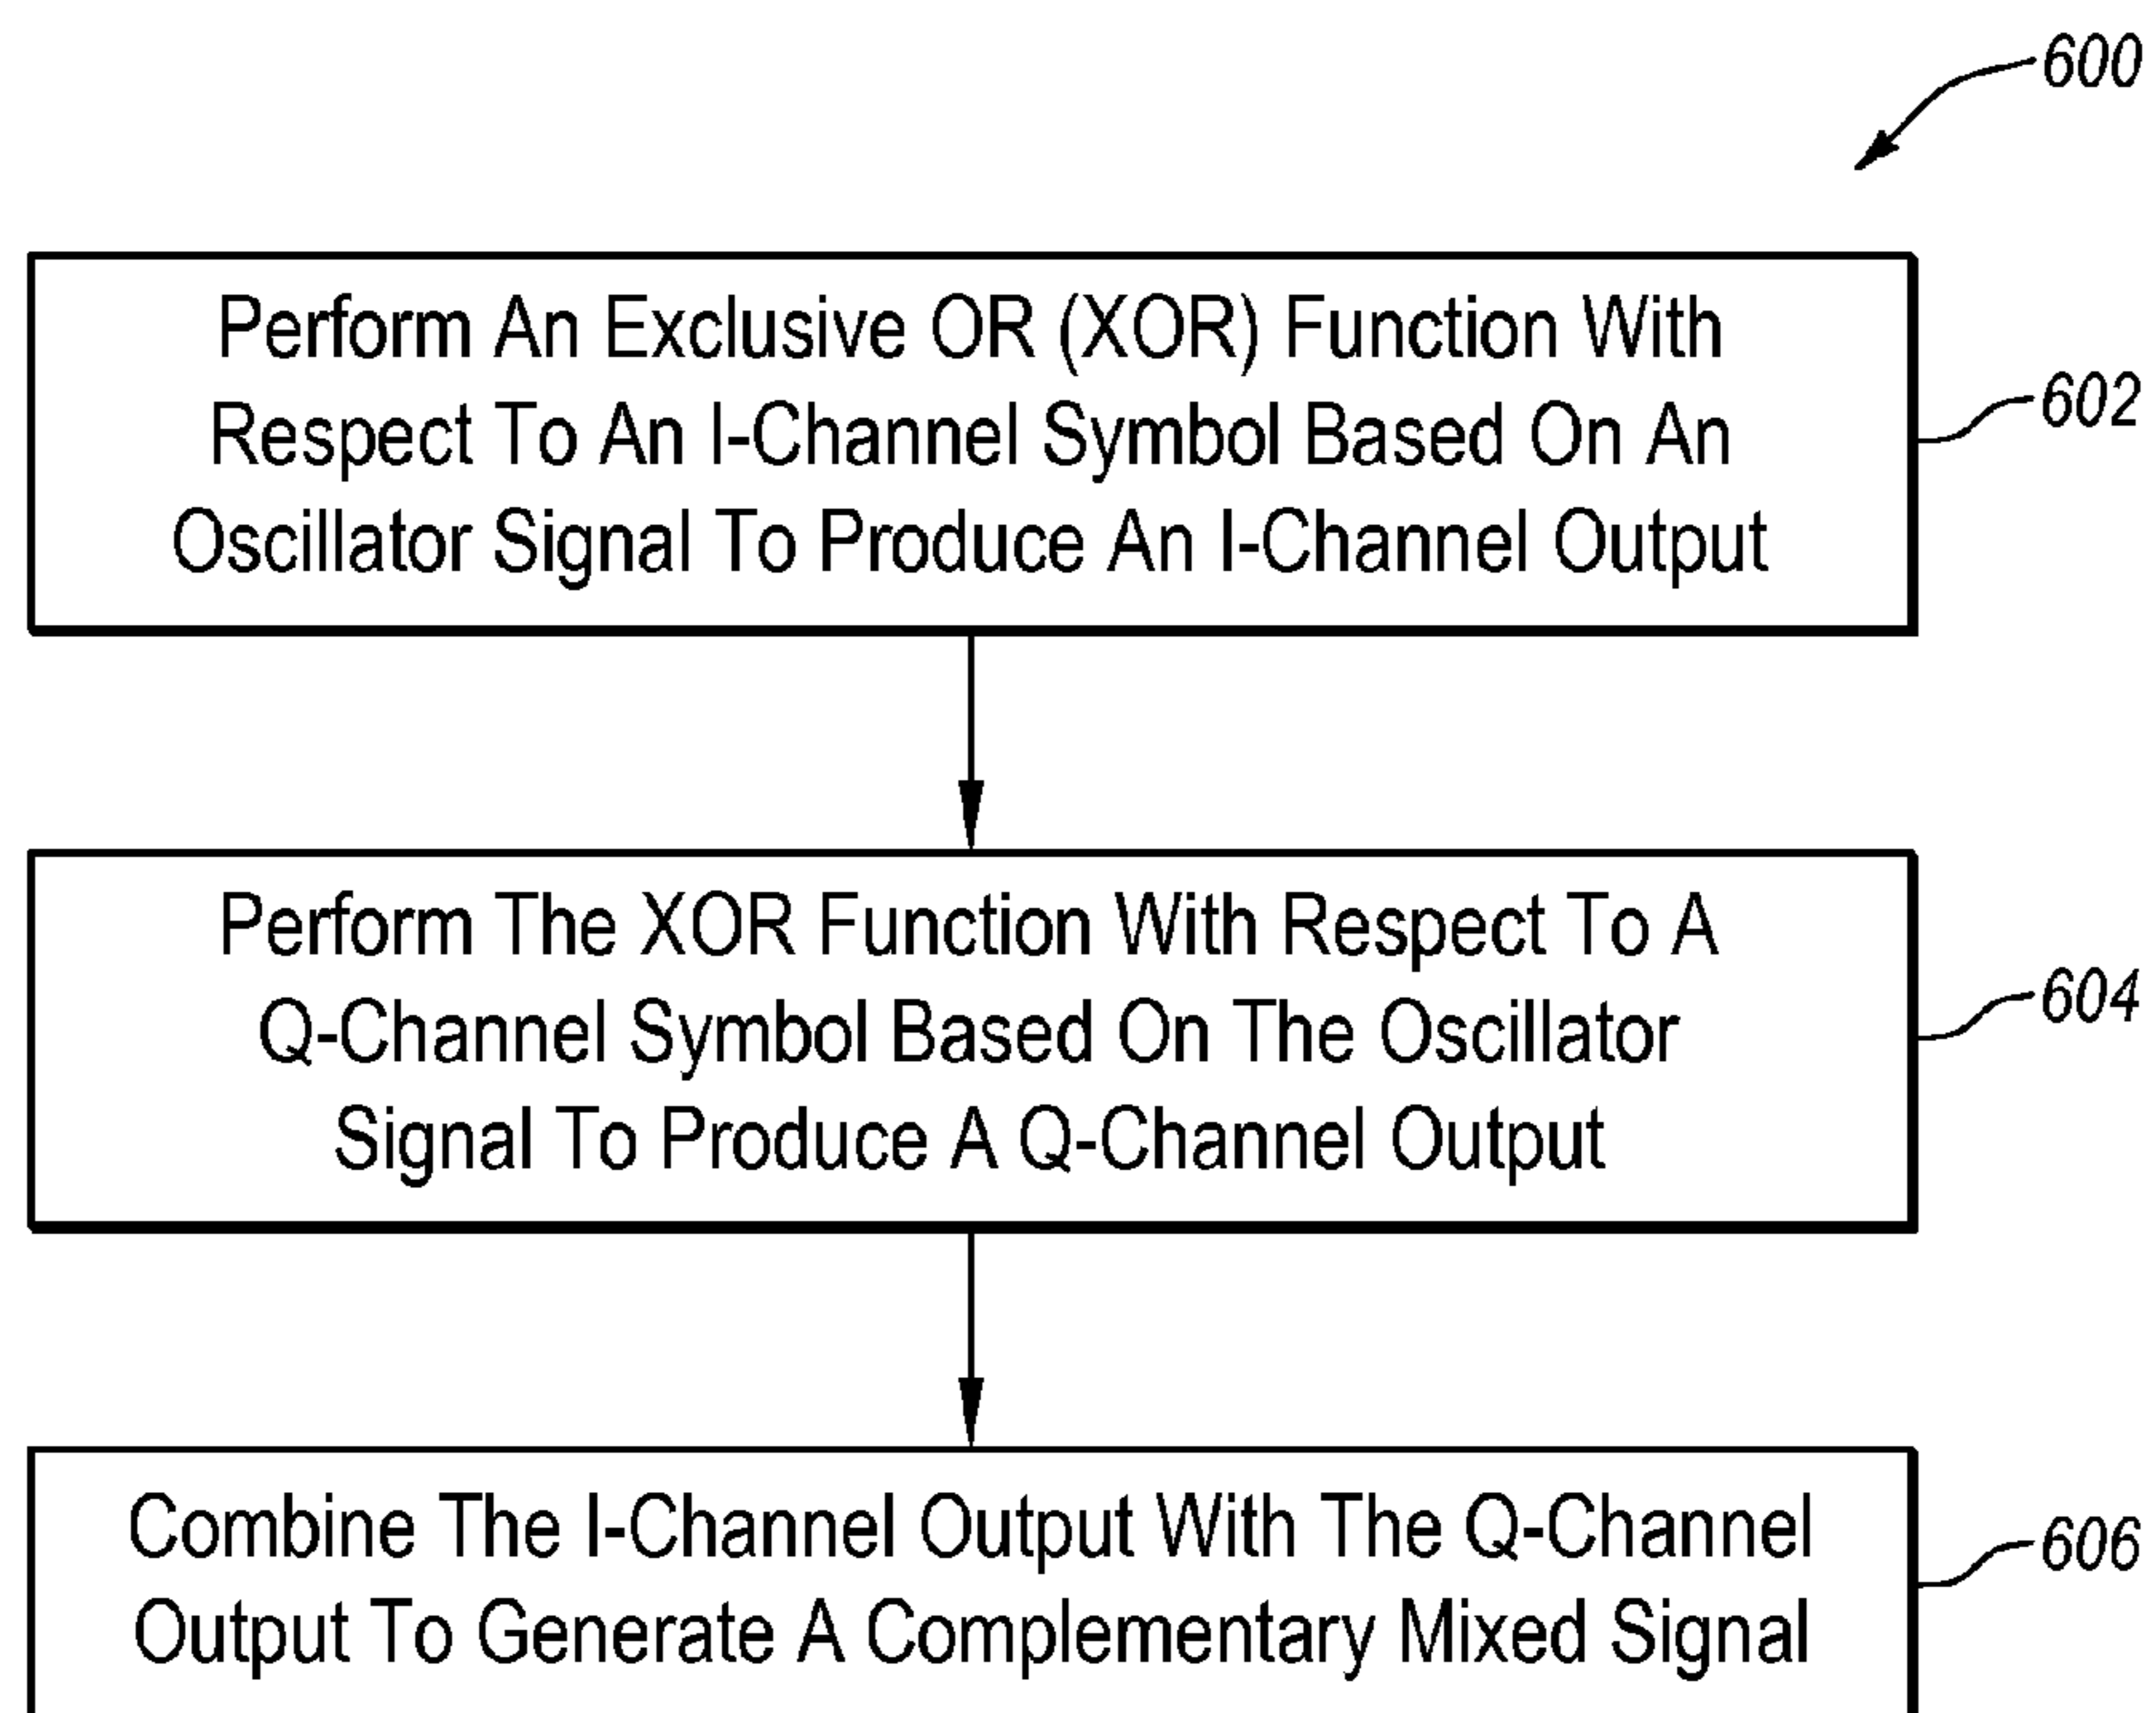 600
Perform An Exclusive OR (XOR) Function With
Respect To An I-Channel Symbol Based On An
Oscillator Signal To Produce An I-Channel Output
602
Perform The XOR Function With Respect To A
Q-Channel Symbol Based On The Oscillator
Signal To Produce A Q-Channel Output
604
Combine The I-Channel Output With The Q-Channel
Output To Generate A Complementary Mixed Signal
606